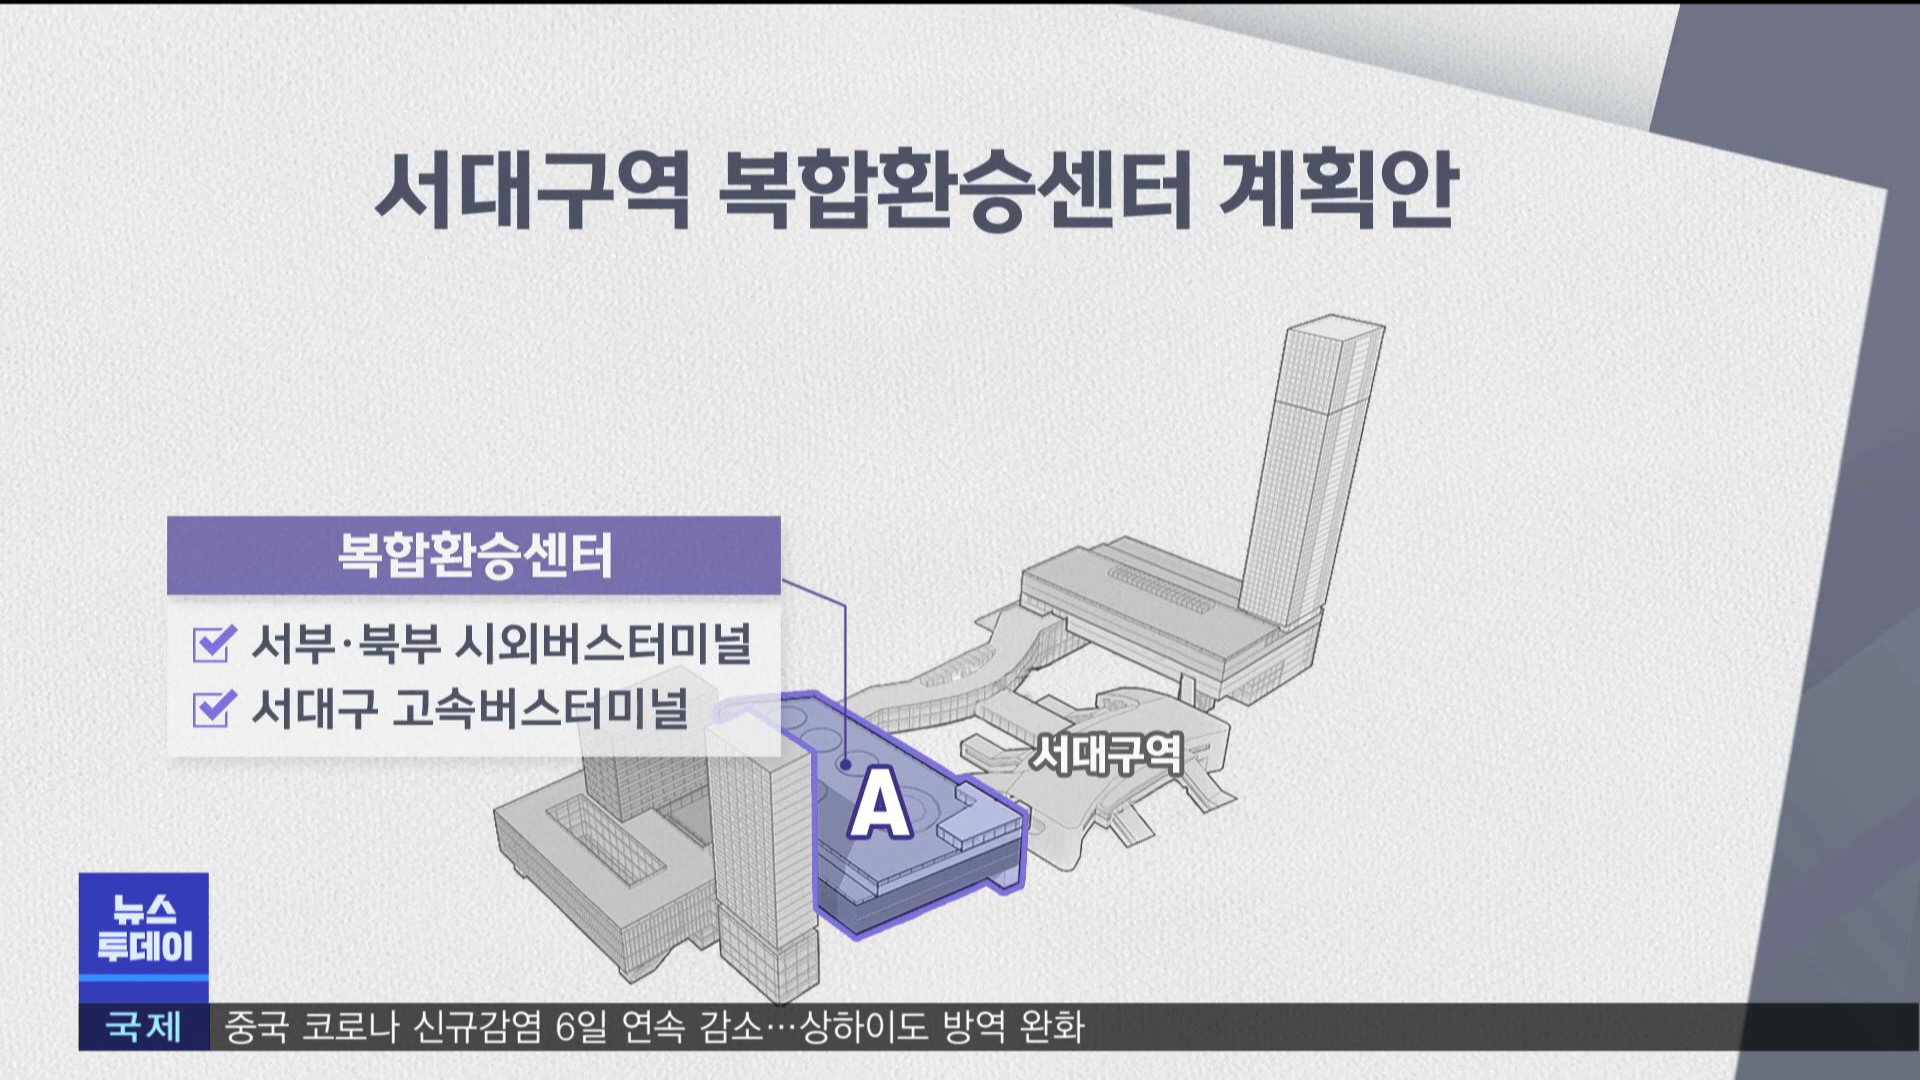 서대구역 복합환승센터 계획안
복합환승센터
서부·북부 시외버스터미널
서대구 고속버스터미널
서대구역
A
뉴스
투데이
국제 중국 코로나 신규감염 6일 연속 감소…상하이도 방역 완화